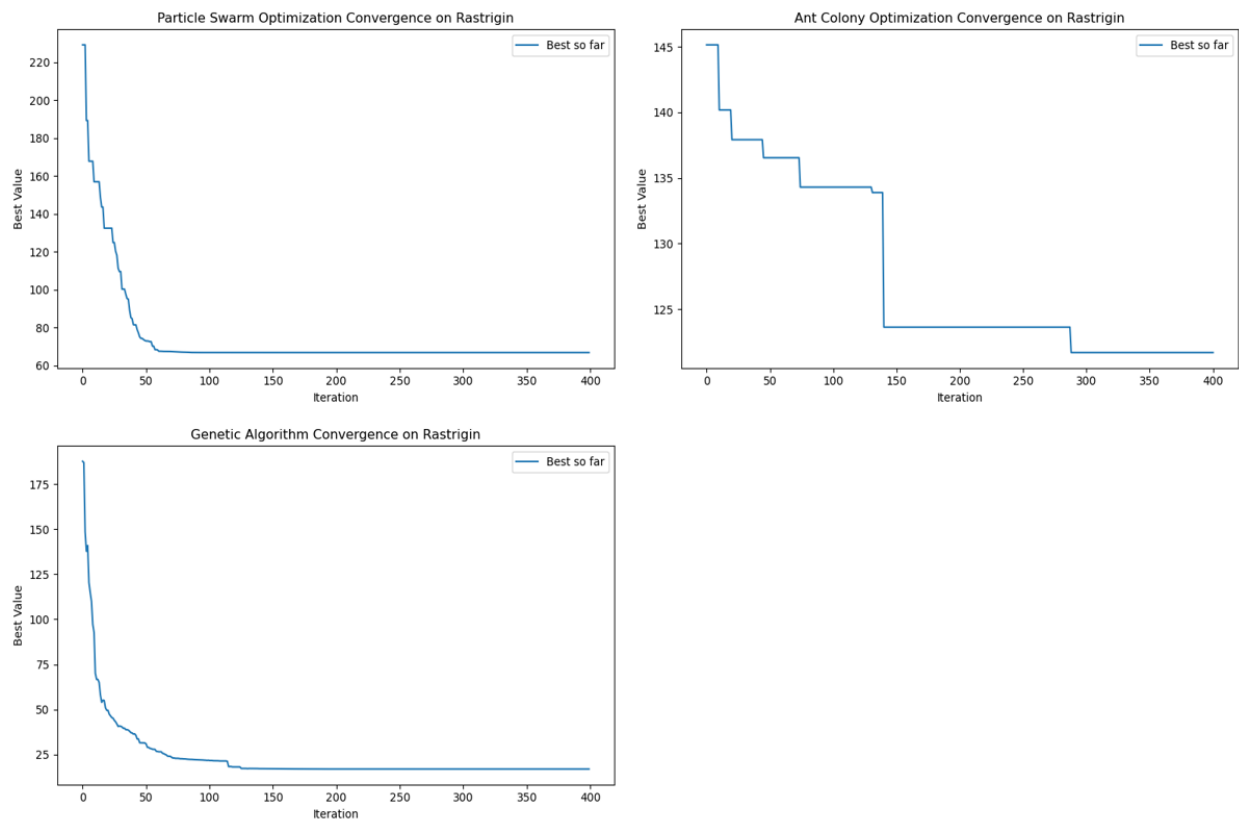 Particle Swarm Optimization Convergence on Rastrigin
Best so far
220
200
180
160
140
120
100
80
60
Best Value
0 50 100 150 200 250 300 350 400
Iteration
Ant Colony Optimization Convergence on Rastrigin
Best so far
145
140
135
130
125
Best Value
0 50 100 150 200 250 300 350 400
Iteration
Genetic Algorithm Convergence on Rastrigin
Best so far
175
150
125
100
75
50
25
Best Value
0 50 100 150 200 250 300 350 400
Iteration